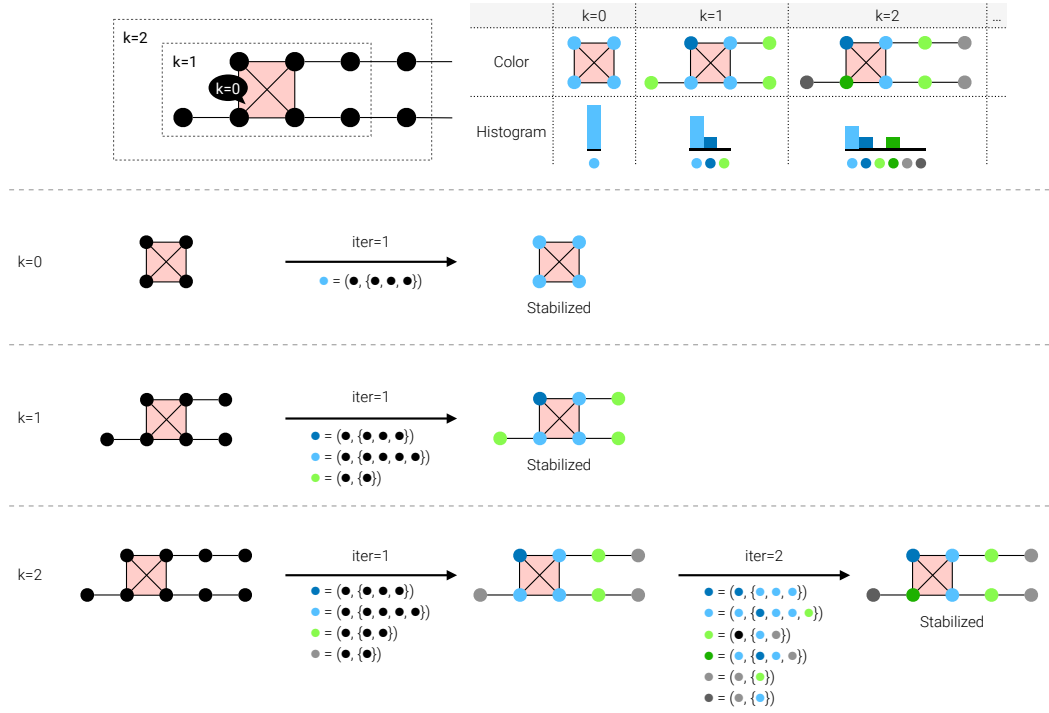 k=2
k=1
k=0
k=0
k=1
k=2
...
Color
Histogram
k=0
iter=1
= ( , { , , })
Stabilized
k=1
iter=1
= ( , { , , })
= ( , { , , , })
= ( , { })
Stabilized
k=2
iter=1
= ( , { , , })
= ( , { , , , })
= ( , { , })
= ( , { })
iter=2
= ( , { , , })
= ( , { , , , })
= ( , { , })
= ( , { , , })
= ( , { })
= ( , { })
Stabilized